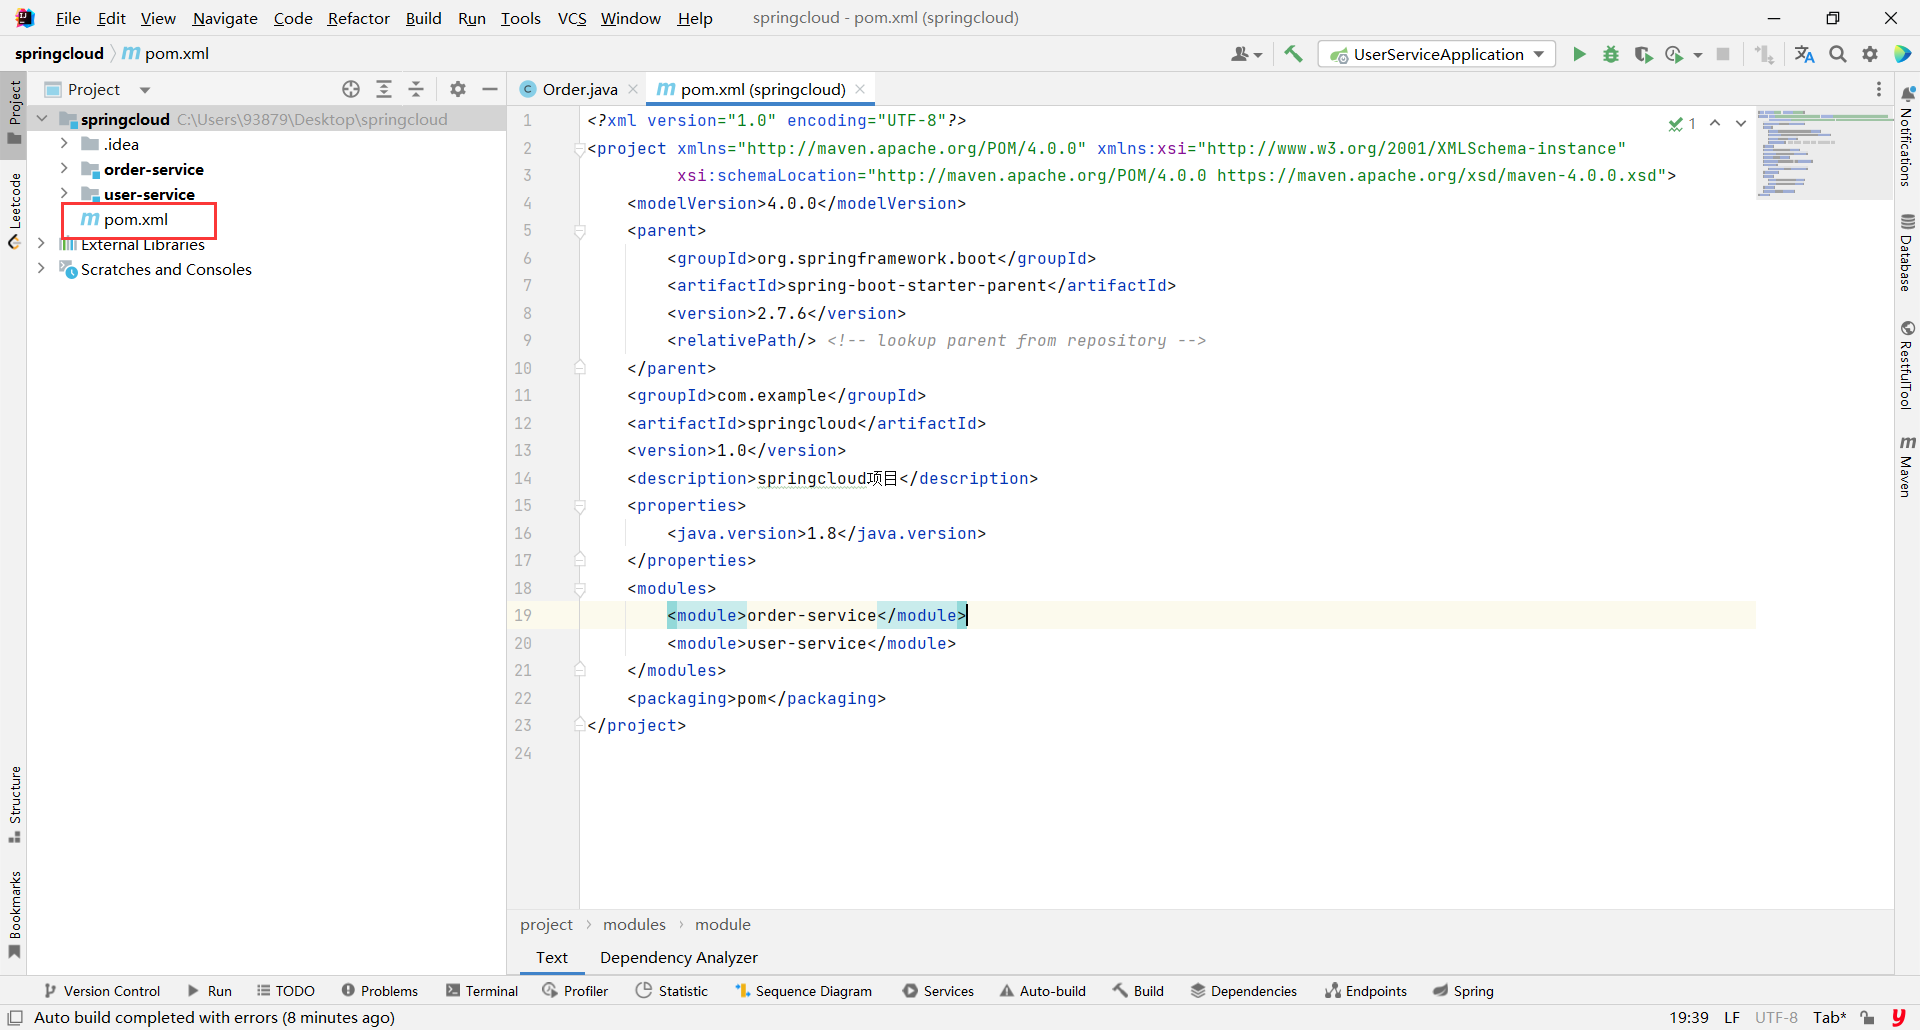 File Edit View Navigate Code Refactor Build Run Tools VCS Window Help springcloud - pom.xml (springcloud)
springcloud pom.xml UserServiceApplication
Project
Order.java pom.xml (springcloud)
springcloud C:\Users\93879\Desktop\springcloud
.idea
order-service
user-service
pom.xml
External Libraries
Scratches and Consoles
Project
Leetcode
Structure
Bookmarks
1 <?xml version="1.0" encoding="UTF-8"?>
2 <project xmlns="http://maven.apache.org/POM/4.0.0" xmlns:xsi="http://www.w3.org/2001/XMLSchema-instance"
3 xsi:schemaLocation="http://maven.apache.org/POM/4.0.0 https://maven.apache.org/xsd/maven-4.0.0.xsd">
4 <modelVersion>4.0.0</modelVersion>
5 <parent>
6 <groupId>org.springframework.boot</groupId>
7 <artifactId>spring-boot-starter-parent</artifactId>
8 <version>2.7.6</version>
9 <relativePath/> <!-- lookup parent from repository -->
10 </parent>
11 <groupId>com.example</groupId>
12 <artifactId>springcloud</artifactId>
13 <version>1.0</version>
14 <description>springcloud项目</description>
15 <properties>
16 <java.version>1.8</java.version>
17 </properties>
18 <modules>
19 <module>order-service</module>
20 <module>user-service</module>
21 </modules>
22 <packaging>pom</packaging>
23 </project>
24
1
Notifications
Database
RestfulTool
Maven
project modules module
Text Dependency Analyzer
Version Control Run TODO Problems Terminal Profiler Statistic Sequence Diagram Services Auto-build Build Dependencies Endpoints Spring
Auto build completed with errors (8 minutes ago) 19:39 LF UTF-8 Tab*